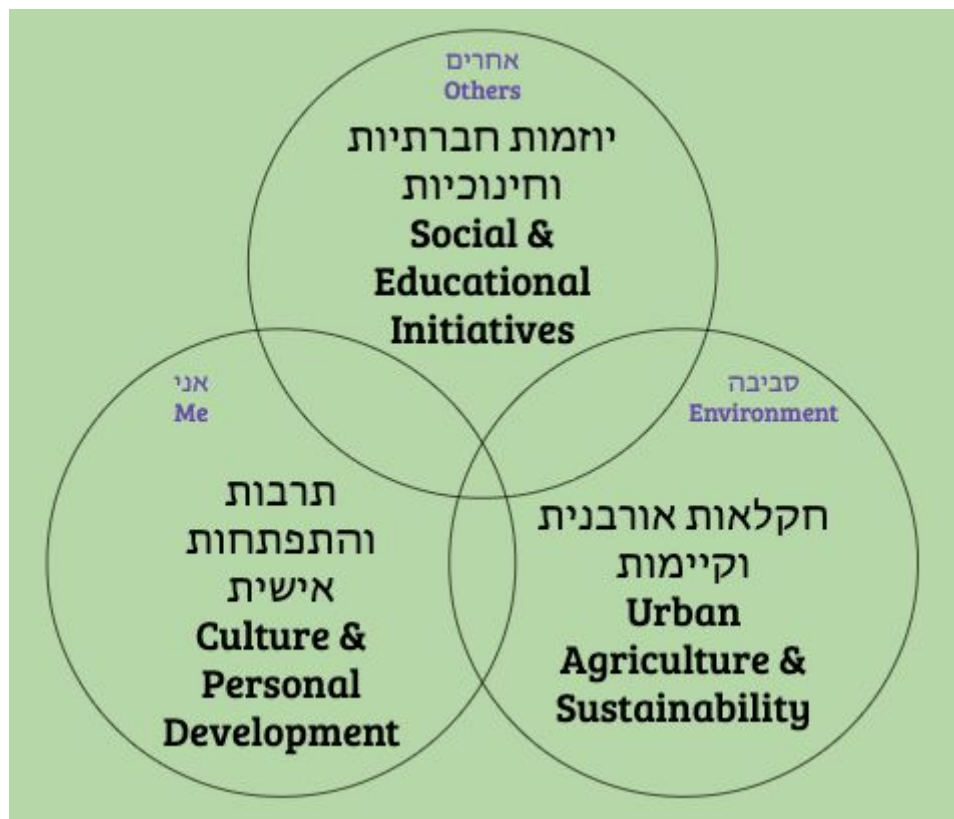 אחרים
Others
יוזמות חברתיות
וחינוכיות
Social &
Educational
Initiatives
אני
Me
תרבות
והתפתחות
אישית
Culture &
Personal
Development
סביבה
Environment
חקלאות אורבנית
וקיימות
Urban
Agriculture &
Sustainability